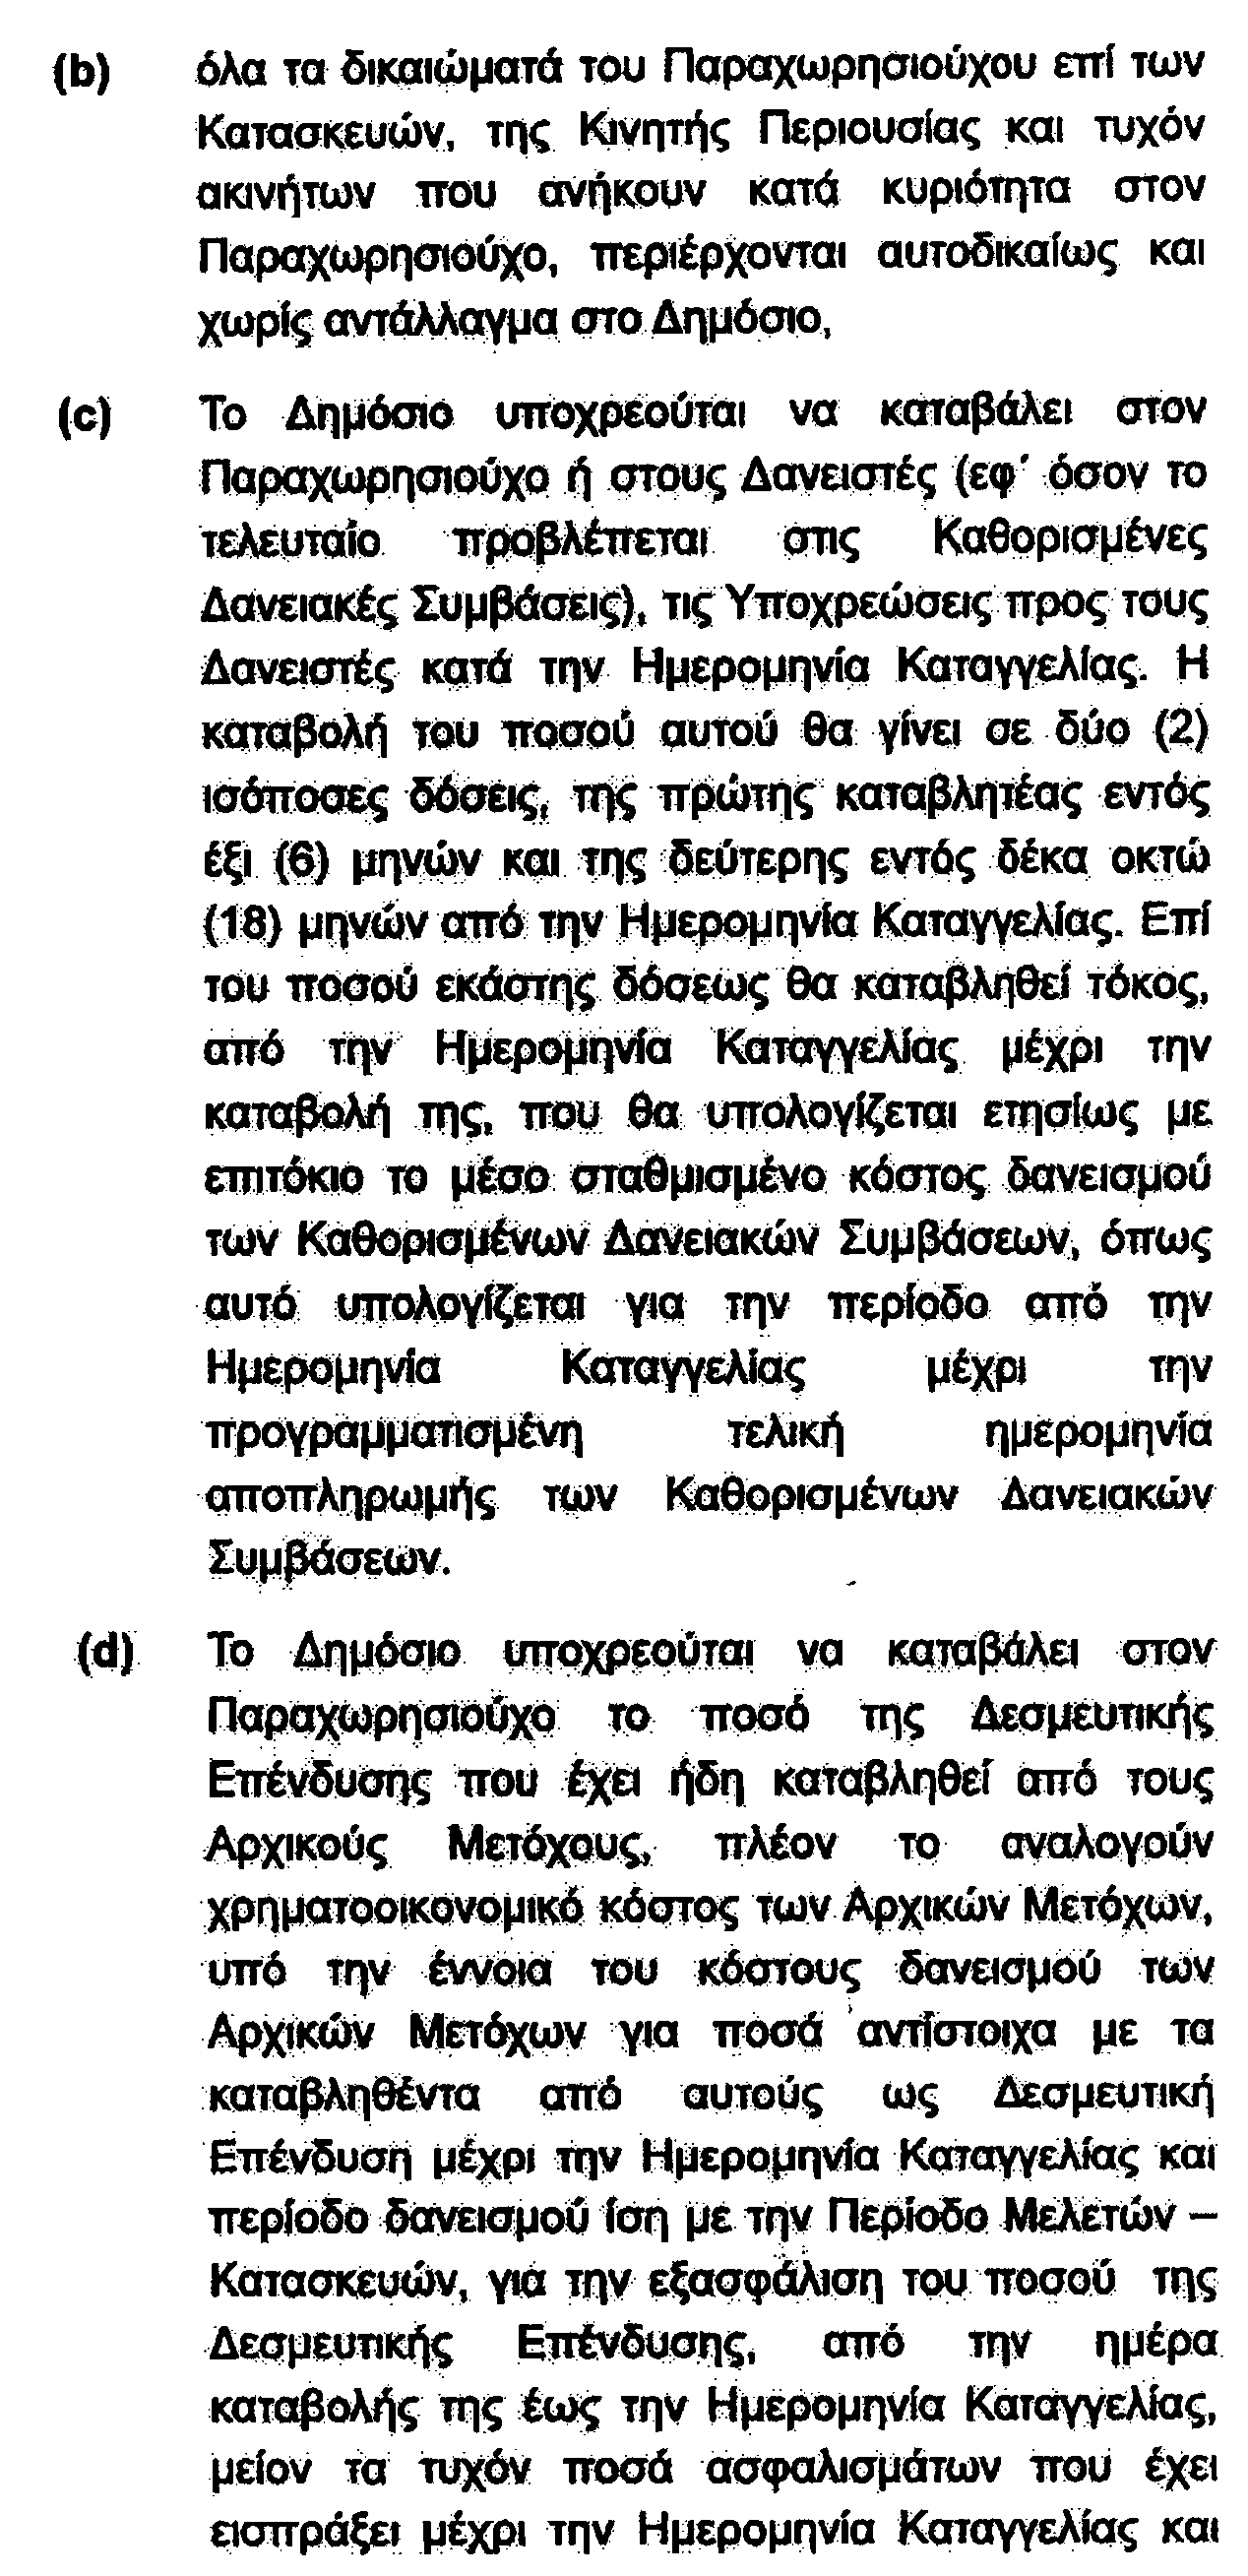 (b) όλα τα δικαιώματά του Παραχωρησιούχου επί των
Κατασκευών, της Κινητής Περιουσίας και τυχόν
ακινήτων που ανήκουν κατά κυριότητα στον
Παραχωρησιούχο, περιέρχονται αυτοδικαίως και
χωρίς αντάλλαγμα στο Δημόσιο,
(c) Το Δημόσιο υποχρεούται να καταβάλει στον
Παραχωρησιούχο ή στους Δανειστές (εφ' όσον το
τελευταίο προβλέπεται στις Καθορισμένες
Δανειακές Συμβάσεις), τις Υποχρεώσεις προς τους
Δανειστές κατά την Ημερομηνία Καταγγελίας. Η
καταβολή του ποσού αυτού θα γίνει σε δύο (2)
ισόποσες δόσεις, της πρώτης καταβλητέας εντός
έξι (6) μηνών και της δεύτερης εντός δέκα οκτώ
(18) μηνών από την Ημερομηνία Καταγγελίας. Επί
του ποσού εκάστης δόσεως θα καταβληθεί τόκος,
από την Ημερομηνία Καταγγελίας μέχρι την
καταβολή της, που θα υπολογίζεται ετησίως με
επιτόκιο το μέσο σταθμισμένο κόστος δανεισμού
των Καθορισμένων Δανειακών Συμβάσεων, όπως
αυτό υπολογίζεται για την περίοδο από την
Ημερομηνία Καταγγελίας μέχρι την
προγραμματισμένη τελική ημερομηνία
αποπληρωμής των Καθορισμένων Δανειακών
Συμβάσεων.
(d) Το Δημόσιο υποχρεούται να καταβάλει στον
Παραχωρησιούχο το ποσό της Δεσμευτικής
Επένδυσης που έχει ήδη καταβληθεί από τους
Αρχικούς Μετόχους, πλέον το αναλογούν
χρηματοοικονομικό κόστος των Αρχικών Μετόχων,
υπό την έννοια του κόστους δανεισμού των
Αρχικών Μετόχων για ποσά αντίστοιχα με τα
καταβληθέντα από αυτούς ως Δεσμευτική
Επένδυση μέχρι την Ημερομηνία Καταγγελίας και
περίοδο δανεισμού ίση με την Περίοδο Μελετών –
Κατασκευών, για την εξασφάλιση του ποσού της
Δεσμευτικής Επένδυσης, από την ημέρα
καταβολής της έως την Ημερομηνία Καταγγελίας,
μείον τα τυχόν ποσά ασφαλισμάτων που έχει
εισπράξει μέχρι την Ημερομηνία Καταγγελίας και